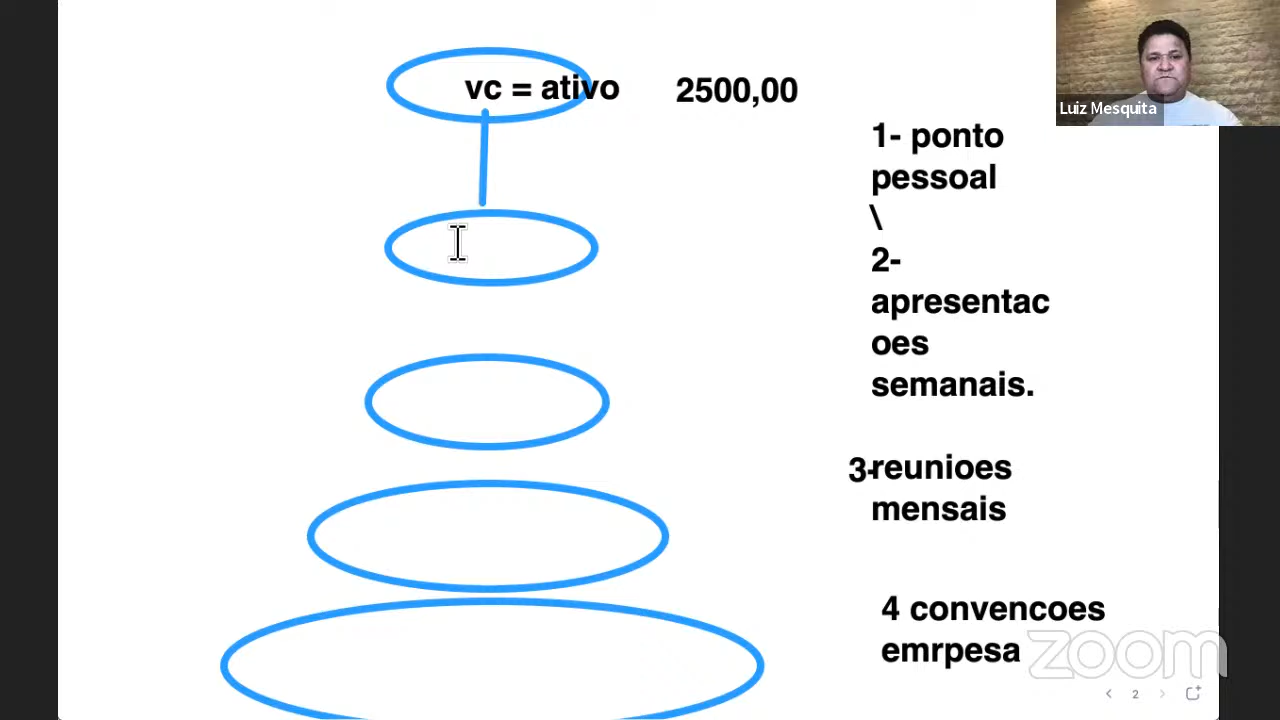 vc = ativo
2500,00
Luiz Mesquita
1- ponto
pessoal
\
2-
apresentac
oes
semanais.
3-reunioes
mensais
4 convencoes
emrpesa
zoom
2